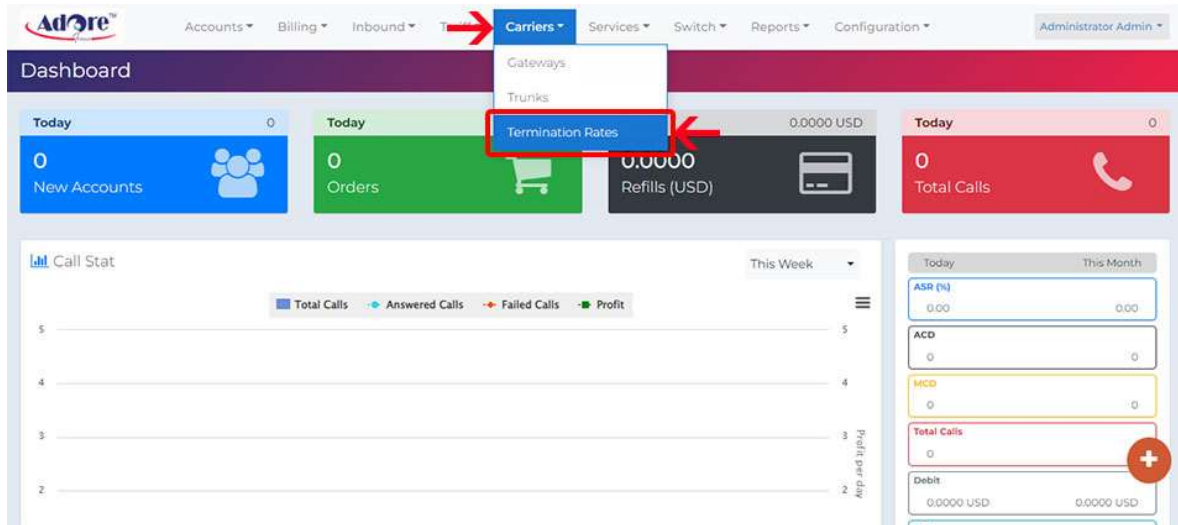 Adore™
Accounts Billing Inbound Carriers Services Switch Reports Configuration Administrator Admin
Gateways
Trunks
Termination Rates
Dashboard
Today 0
0
New Accounts
Today
0
Orders
0.0000 USD
0.0000
Refills (USD)
Today 0
0
Total Calls
Call Stat
This Week
Total Calls Answered Calls Failed Calls Profit
5 5
4 4
3 3
2 2
Profit per day
Today This Month
ASR (%)
0.00 0.00
ACD
0 0
MCD
0 0
Total Calls
0
Debit
0.0000 USD 0.0000 USD